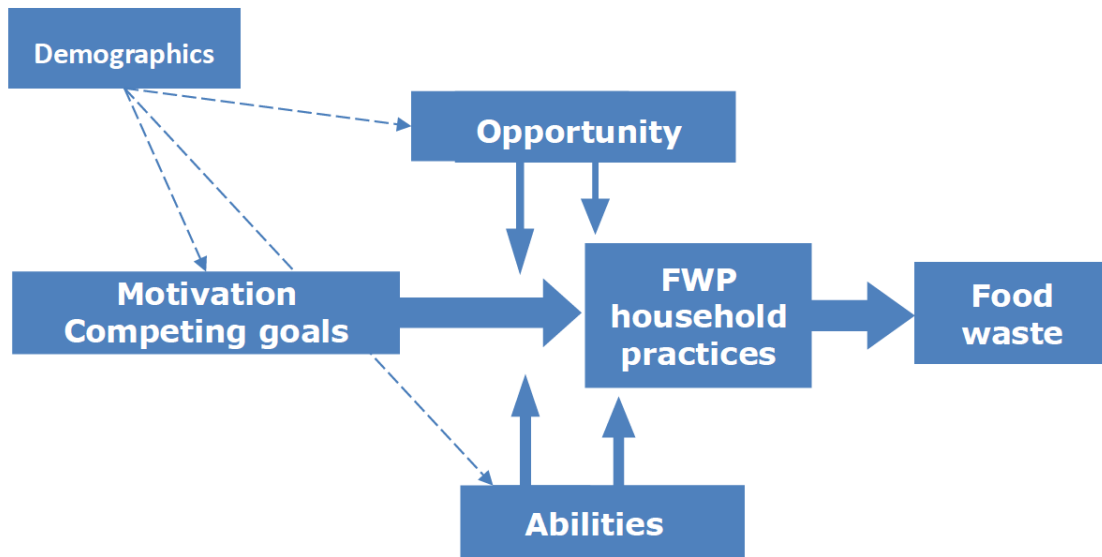 Demographics
Opportunity
Motivation
Competing goals
FWP
household
practices
Food
waste
Abilities